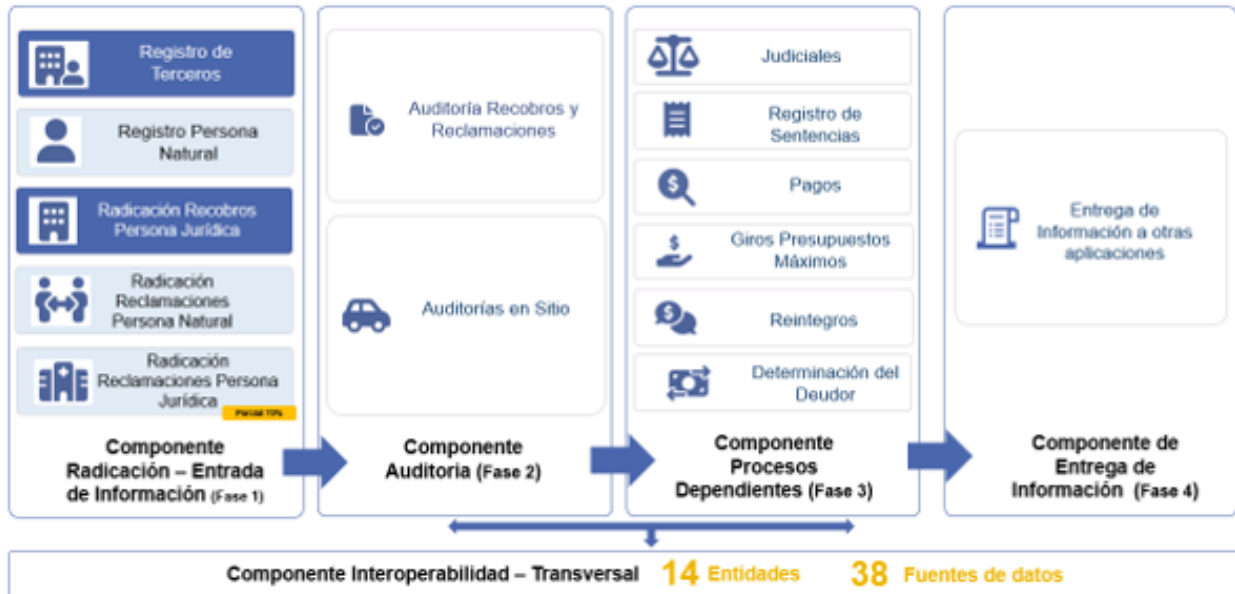 Registro de
Terceros
Registro Persona
Natural
Radicación Recobros
Persona Jurídica
Radicación
Reclamaciones
Persona Natural
Radicación
Reclamaciones Persona
Jurídica
Parcial 70%
Componente
Radicación – Entrada
de Información (Fase 1)
Auditoría Recobros y
Reclamaciones
Auditorías en Sitio
Componente
Auditoria (Fase 2)
Judiciales
Registro de
Sentencias
Pagos
Giros Presupuestos
Máximos
Reintegros
Determinación del
Deudor
Componente
Procesos
Dependientes (Fase 3)
Entrega de
Información a otras
aplicaciones
Componente de
Entrega de
Información (Fase 4)
Componente Interoperabilidad – Transversal 14 Entidades 38 Fuentes de datos